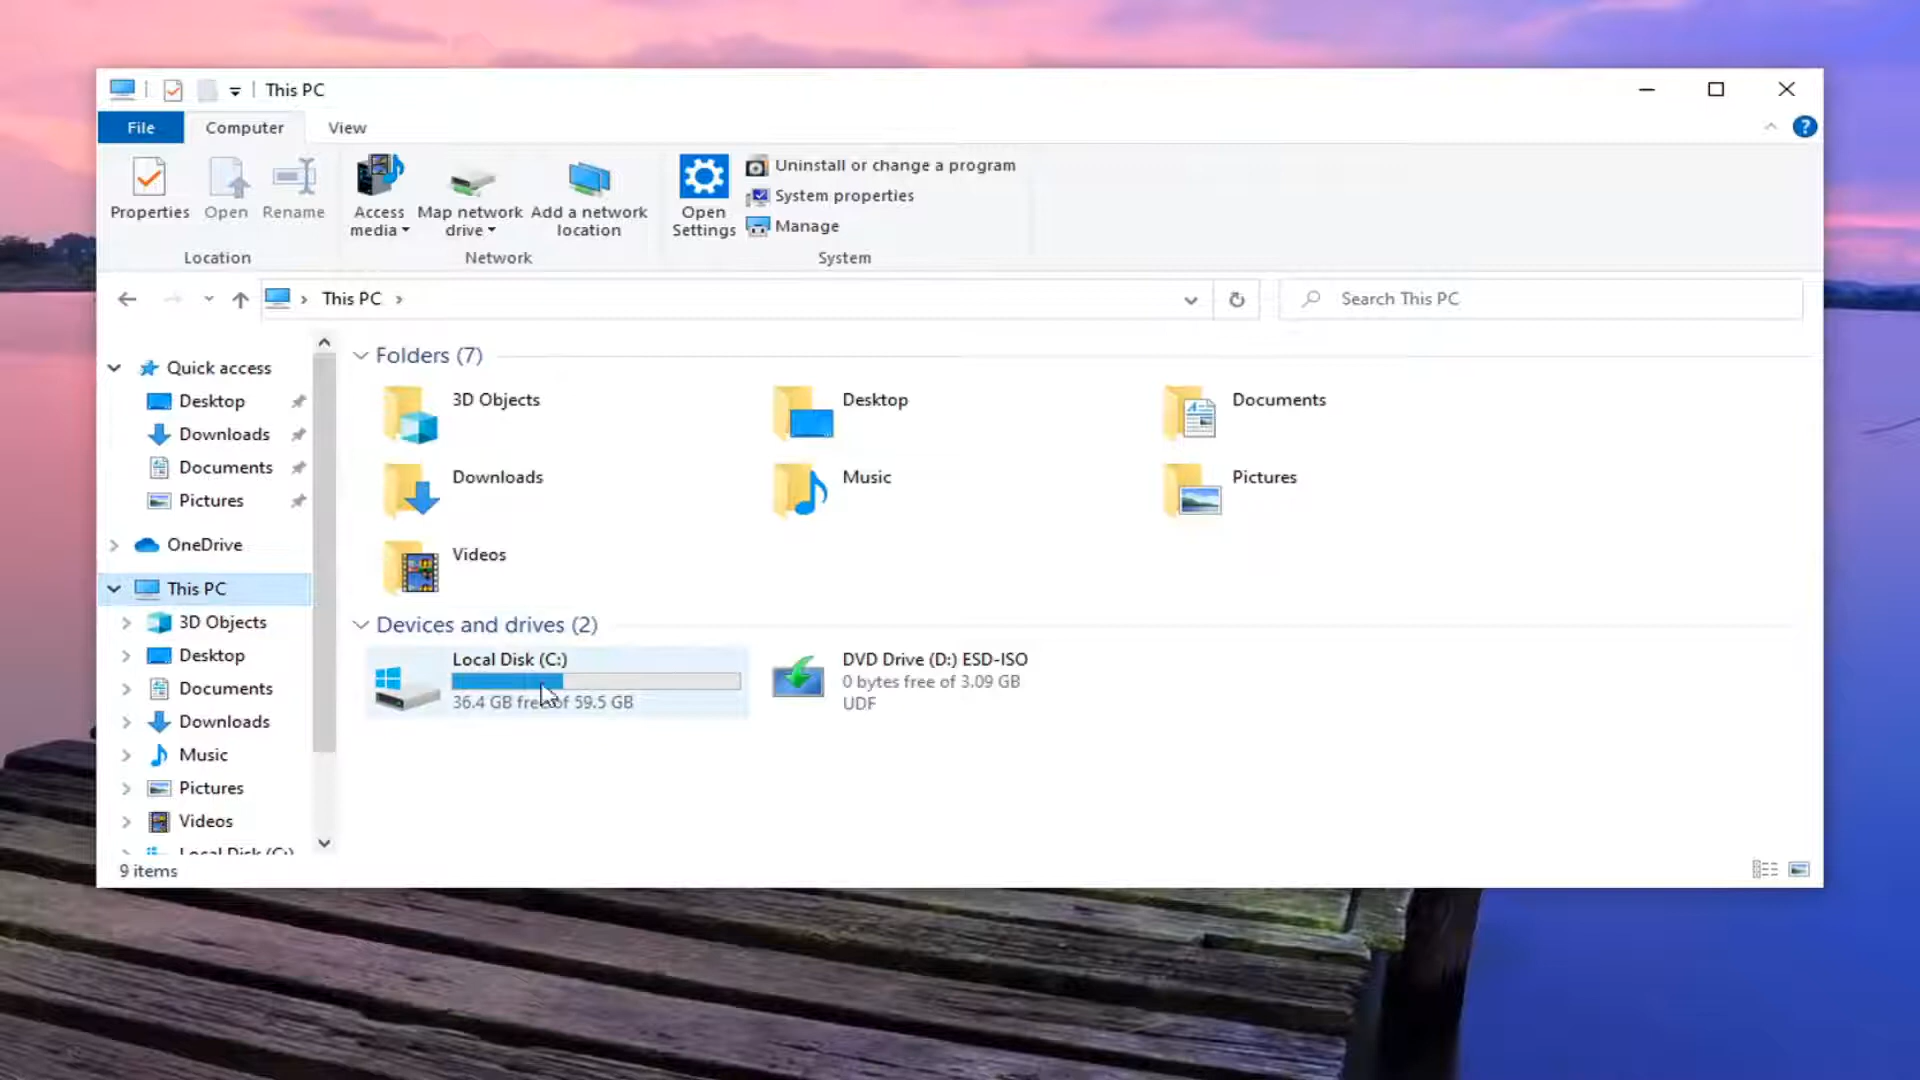 This PC
File
Computer
View
Properties
Open
Rename
Access media
Map network drive
Add a network location
Open Settings
Uninstall or change a program
System properties
Manage
Location
Network
System
This PC
Search This PC
Quick access
Desktop
Downloads
Documents
Pictures
OneDrive
This PC
3D Objects
Desktop
Documents
Downloads
Music
Pictures
Videos
Local Disk (C:)
Folders (7)
3D Objects
Desktop
Documents
Downloads
Music
Pictures
Videos
Devices and drives (2)
Local Disk (C:)
36.4 GB free of 59.5 GB
DVD Drive (D:) ESD-ISO
0 bytes free of 3.09 GB
UDF
9 items